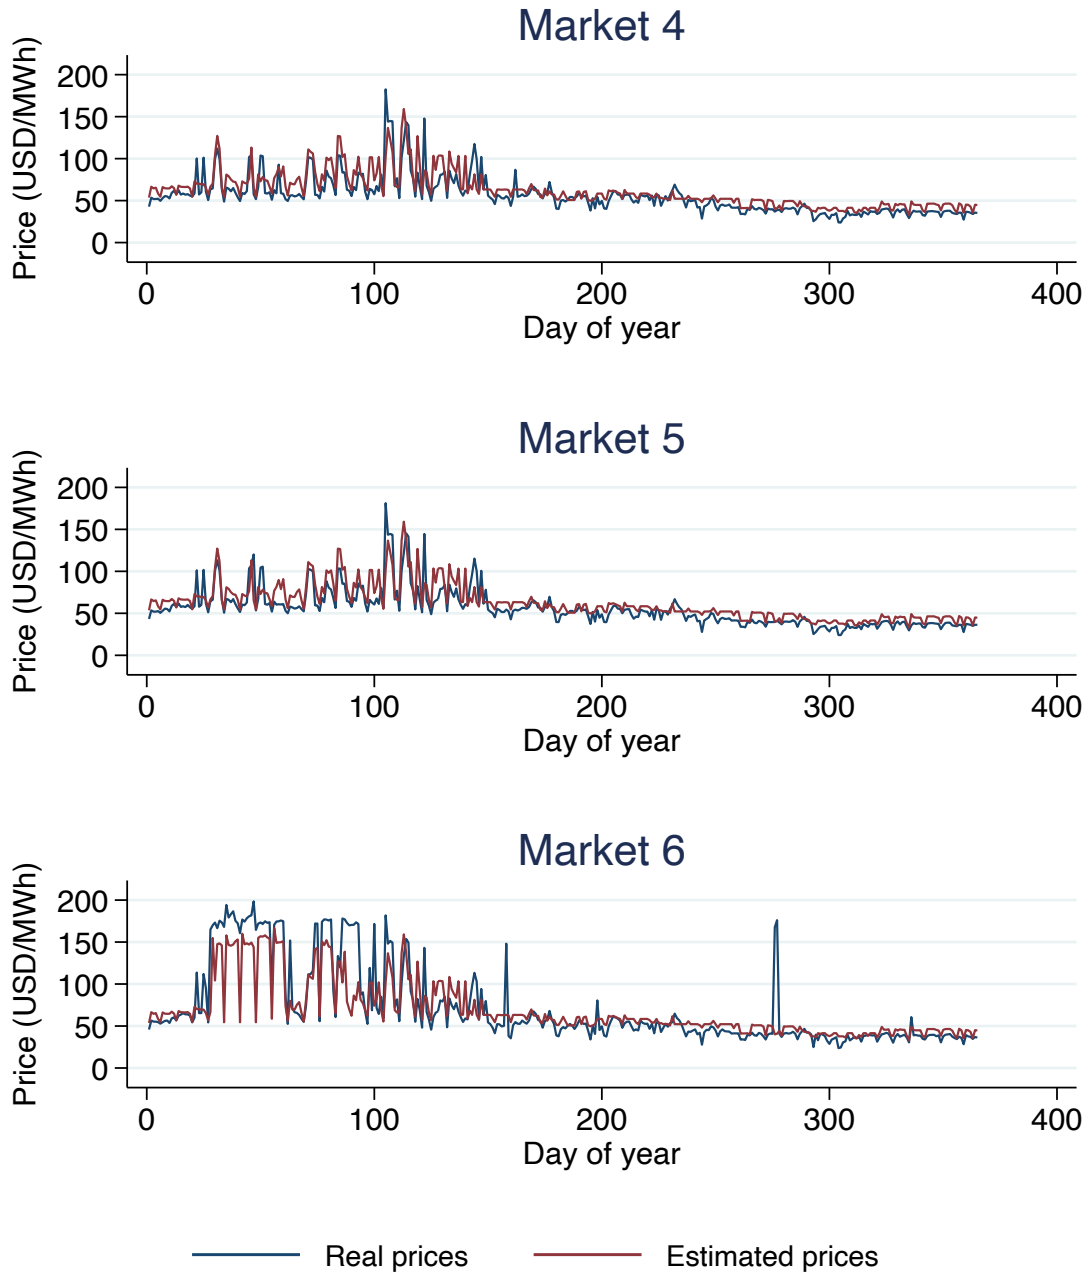 Market 4
Price (USD/MWh)
200
150
100
50
0
0 100 200 300 400
Day of year
Market 5
Price (USD/MWh)
200
150
100
50
0
0 100 200 300 400
Day of year
Market 6
Price (USD/MWh)
200
150
100
50
0
0 100 200 300 400
Day of year
Real prices Estimated prices